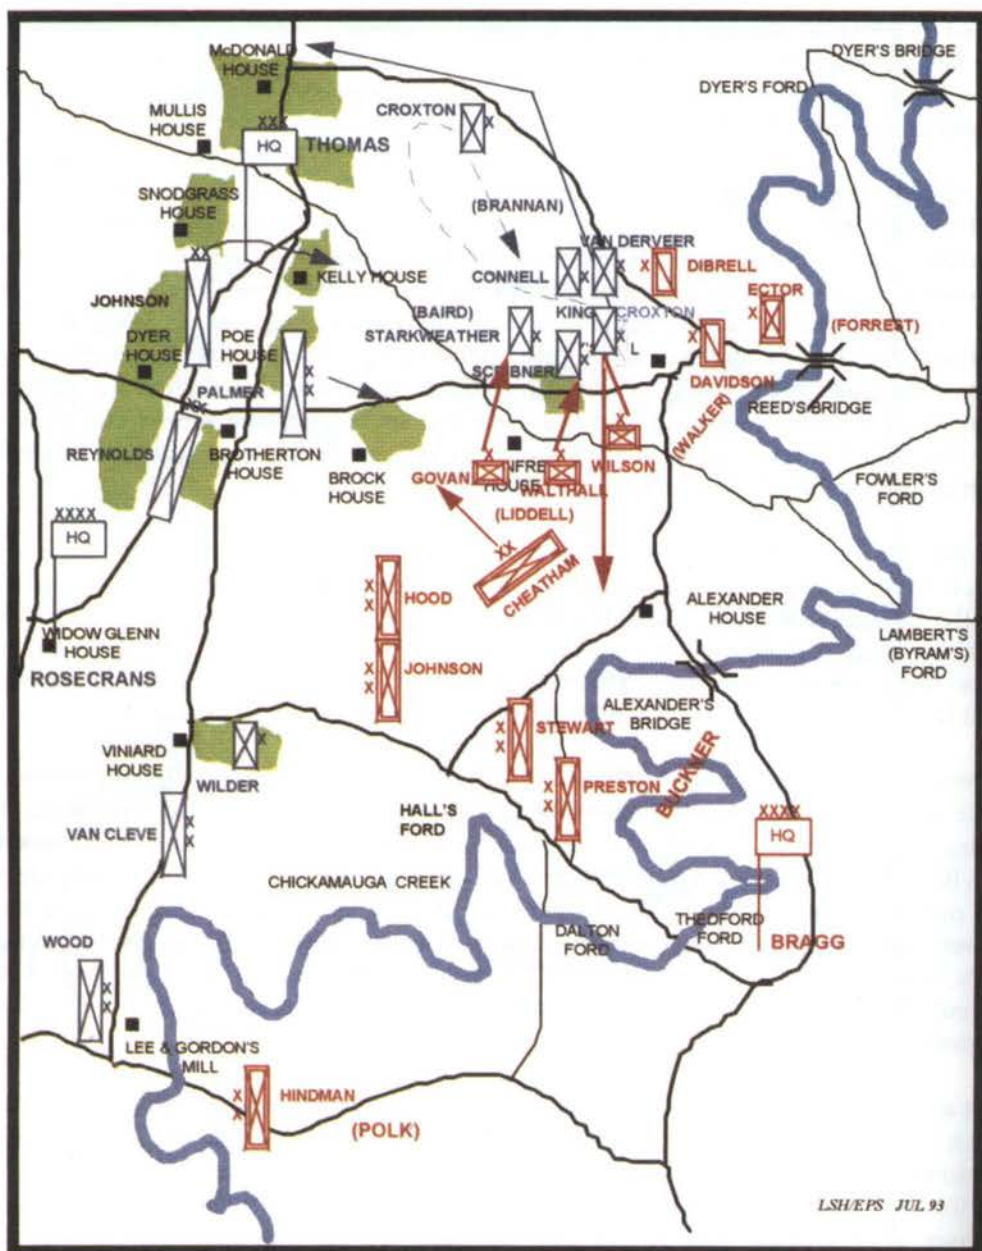 McDONALD
HOUSE
DYER'S BRIDGE
DYER'S FORD
CROXTON
X
MULLIS
HOUSE
XXX
HQ
THOMAS
SNODGRASS
HOUSE
(BRANNAN)
XX
VAN DERVEER
X
X
KELLY HOUSE
CONNELL
X
DIBRELL
ECTOR
X
JOHNSON
(BAIRD)
STARKWEATHER
X
KING
X
CROXTON
(FORREST)
DYER
HOUSE
POE
HOUSE
SCRIBNER
X
L
X
DAVIDSON
PALMER
X
X
REED'S BRIDGE
(WALKER)
REYNOLDS
BROTHERTON
HOUSE
BROCK
HOUSE
X
GOVAN
NFRE
HOUSE
X
WALTHALL
(LIDDELL)
X
WILSON
FOWLER'S
FORD
XXXX
HQ
XX
CHEATHAM
X
X
HOOD
ALEXANDER
HOUSE
WIDOW GLENN
HOUSE
ROSECRANS
X
X
JOHNSON
LAMBERT'S
(BYRAM'S)
FORD
ALEXANDER'S
BRIDGE
X
X
STEWART
VINIARD
HOUSE
X
WILDER
X
X
PRESTON
BUCKNER
HALL'S
FORD
XXXX
HQ
VAN CLEVE
X
X
CHICKAMAUGA CREEK
DALTON
FORD
THEDFORD
FORD
BRAGG
WOOD
X
X
LEE & GORDON'S
MILL
X
X
HINDMAN
(POLK)
LSH/EPS JUL 93